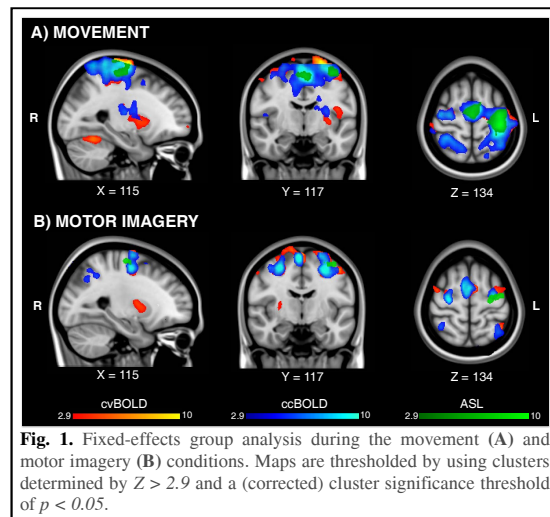 A) MOVEMENT
R
L
X = 115
Y = 117
Z = 134
B) MOTOR IMAGERY
R
L
X = 115
Y = 117
Z = 134
cvBOLD
ccBOLD
ASL
2.9
10
2.9
10
2.9
10
Fig. 1. Fixed-effects group analysis during the movement (A) and
motor imagery (B) conditions. Maps are thresholded by using clusters
determined by Z > 2.9 and a (corrected) cluster significance threshold
of p < 0.05.